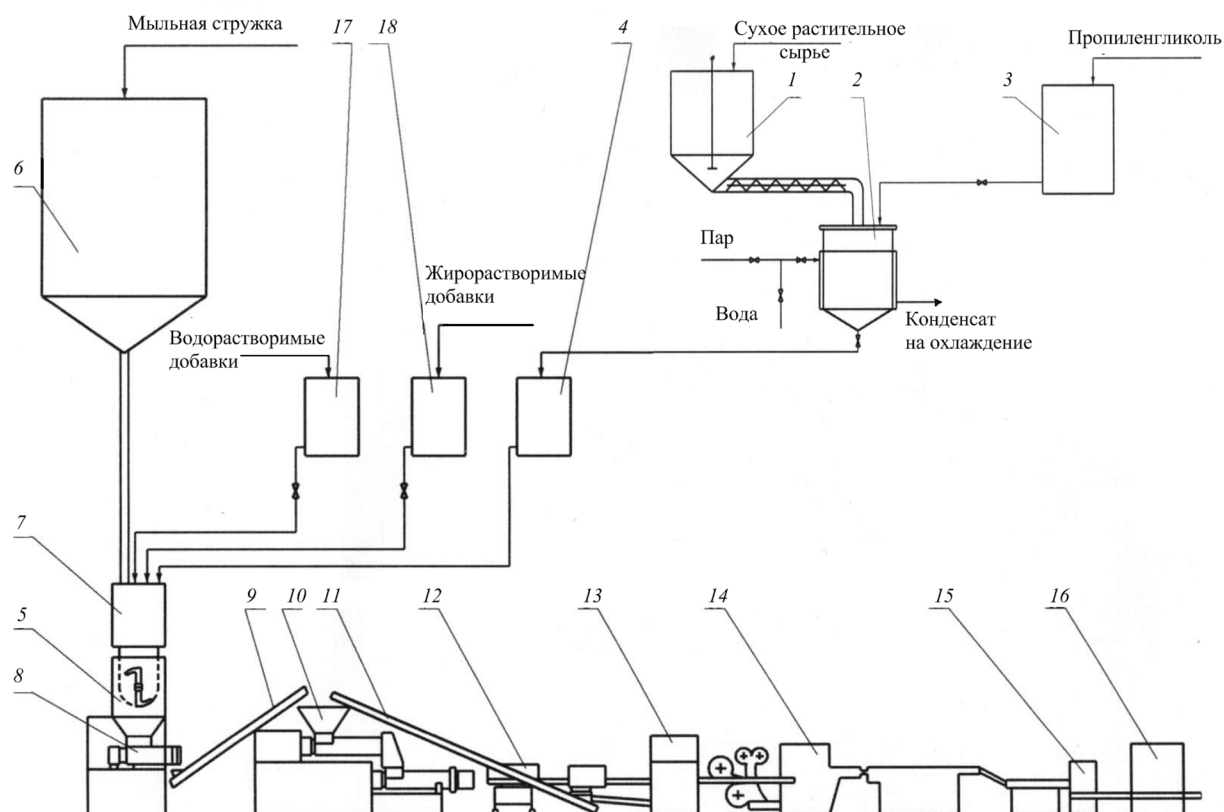 Мыльная стружка
17
18
4
Сухое растительное
сырье
Пропиленгликоль
1
2
3
6
Пар
Жирорастворимые
добавки
Вода
Конденсат
на охлаждение
Водорастворимые
добавки
7
5
8
9
10
11
12
13
14
15
16